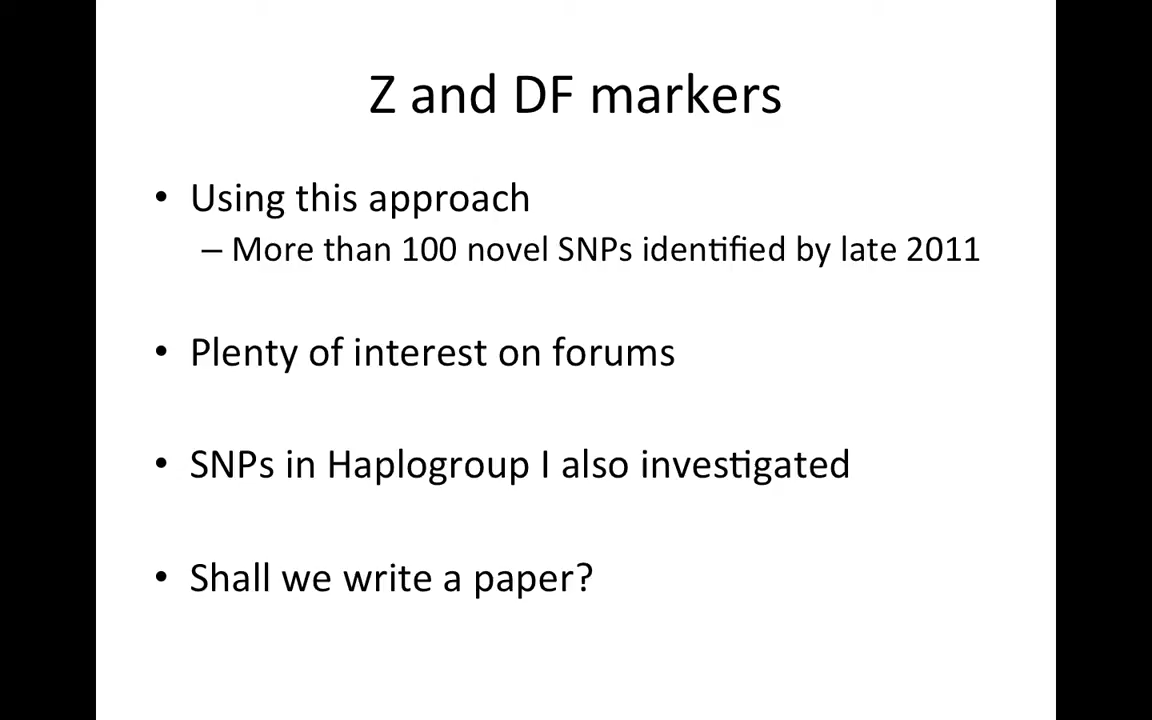 Z and DF markers
• Using this approach
– More than 100 novel SNPs identified by late 2011
• Plenty of interest on forums
• SNPs in Haplogroup I also investigated
• Shall we write a paper?